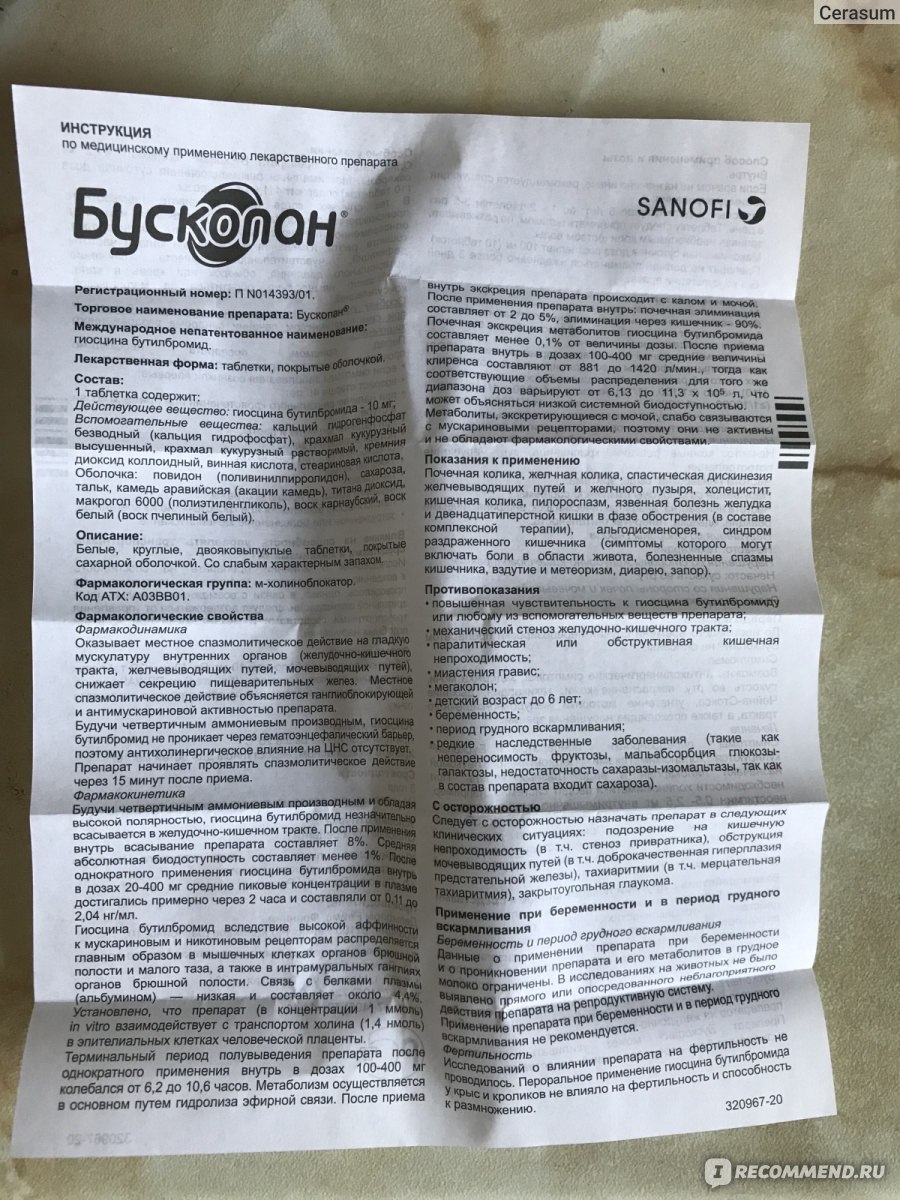 Cerasum
ИНСТРУКЦИЯ
по медицинскому применению лекарственного препарата
Бускопан®
SANOFI
Регистрационный номер: П N014393/01.
Торговое наименование препарата: Бускопан®
Международное непатентованное наименование:
гиосцина бутилбромид.
Лекарственная форма: таблетки, покрытые оболочкой.
Состав:
1 таблетка содержит:
Действующее вещество: гиосцина бутилбромида - 10 мг;
Вспомогательные вещества: кальций гидрогенфосфат
безводный (кальция гидрофосфат), крахмал кукурузный
высушенный, крахмал кукурузный растворимый, кремния
диоксид коллоидный, винная кислота, стеариновая кислота.
Оболочка: повидон (поливинилпирролидон), сахароза,
тальк, камедь аравийская (акации камедь), титана диоксид,
макрогол 6000 (полиэтиленгликоль), воск карнаубский, воск
белый (воск пчелиный белый).
Описание:
Белые, круглые, двояковыпуклые таблетки, покрытые
сахарной оболочкой. Со слабым характерным запахом.
Фармакологическая группа: м-холиноблокатор.
Код АТХ: A03BB01.
Фармакологические свойства
Фармакодинамика
Оказывает местное спазмолитическое действие на гладкую
мускулатуру внутренних органов (желудочно-кишечного
тракта, желчевыводящих путей, мочевыводящих путей),
снижает секрецию пищеварительных желез. Местное
спазмолитическое действие объясняется ганглиоблокирующей
и антимускариновой активностью препарата.
Будучи четвертичным аммониевым производным, гиосцина
бутилбромид не проникает через гематоэнцефалический барьер,
поэтому антихолинергическое влияние на ЦНС отсутствует.
Препарат начинает проявлять спазмолитическое действие
через 15 минут после приема.
Фармакокинетика
Будучи четвертичным аммониевым производным и обладая
высокой полярностью, гиосцина бутилбромид незначительно
всасывается в желудочно-кишечном тракте. После применения
внутрь всасывание препарата составляет 8%. Средняя
абсолютная биодоступность составляет менее 1%. После
однократного применения гиосцина бутилбромида внутрь
в дозах 20-400 мг средние пиковые концентрации в плазме
достигались примерно через 2 часа и составляли от 0,11 до
2,04 нг/мл.
Гиосцина бутилбромид вследствие высокой аффинности
к мускариновым и никотиновым рецепторам распределяется
главным образом в мышечных клетках органов брюшной
полости и малого таза, а также в интрамуральных ганглиях
органов брюшной полости. Связь с белками плазмы
(альбумином) — низкая и составляет около 4,4%.
Установлено, что препарат (в концентрации 1 ммоль)
in vitro взаимодействует с транспортом холина (1,4 нмоль)
в эпителиальных клетках человеческой плаценты.
Терминальный период полувыведения препарата после
однократного применения внутрь в дозах 100-400 мг
колебался от 6,2 до 10,6 часов. Метаболизм осуществляется
в основном путем гидролиза эфирной связи. После приема
внутрь экскреция препарата происходит с калом и мочой.
После применения препарата внутрь: почечная элиминация
составляет от 2 до 5%, элиминация через кишечник - 90%.
Почечная экскреция метаболитов гиосцина бутилбромида
составляет менее 0,1% от величины дозы. После приема
препарата внутрь в дозах 100-400 мг средние величины
клиренса составляют от 881 до 1420 л/мин., тогда как
соответствующие объемы распределения для того же
диапазона доз варьируют от 6,13 до 11,3 x 10⁵ л, что
может объясняться низкой системной биодоступностью.
Метаболиты, экскретирующиеся с мочой, слабо связываются
с мускариновыми рецепторами, поэтому они не активны
и не обладают фармакологическими свойствами.
Показания к применению
Почечная колика, желчная колика, спастическая дискинезия
желчевыводящих путей и желчного пузыря, холецистит,
кишечная колика, пилороспазм, язвенная болезнь желудка
и двенадцатиперстной кишки в фазе обострения (в составе
комплексной терапии), альгодисменорея, синдром
раздраженного кишечника (симптомы которого могут
включать боли в области живота, болезненные спазмы
кишечника, вздутие и метеоризм, диарею, запор).
Противопоказания
• повышенная чувствительность к гиосцина бутилбромиду
или любому из вспомогательных веществ препарата;
• механический стеноз желудочно-кишечного тракта;
• паралитическая или обструктивная кишечная
непроходимость;
• миастения гравис;
• мегаколон;
• детский возраст до 6 лет;
• беременность;
• период грудного вскармливания;
• редкие наследственные заболевания (такие как
непереносимость фруктозы, мальабсорбция глюкозы-
галактозы, недостаточность сахаразы-изомальтазы, так как
в состав препарата входит сахароза).
С осторожностью
Следует с осторожностью назначать препарат в следующих
клинических ситуациях: подозрение на кишечную
непроходимость (в т.ч. стеноз привратника), обструкция
мочевыводящих путей (в т.ч. доброкачественная гиперплазия
предстательной железы), тахиаритмии (в т.ч. мерцательная
тахиаритмия), закрытоугольная глаукома.
Применение при беременности и в период грудного
вскармливания
Беременность и период грудного вскармливания
Данные о применении препарата при беременности
и о проникновении препарата и его метаболитов в грудное
молоко ограничены. В исследованиях на животных не было
выявлено прямого или опосредованного неблагоприятного
действия препарата на репродуктивную систему.
Применение препарата при беременности и в период грудного
вскармливания не рекомендуется.
Фертильность
Исследований о влиянии препарата на фертильность не
проводилось. Пероральное применение гиосцина бутилбромида
у крыс и кроликов не влияло на фертильность и способность
к размножению.
320967-20
I RECOMMEND.RU